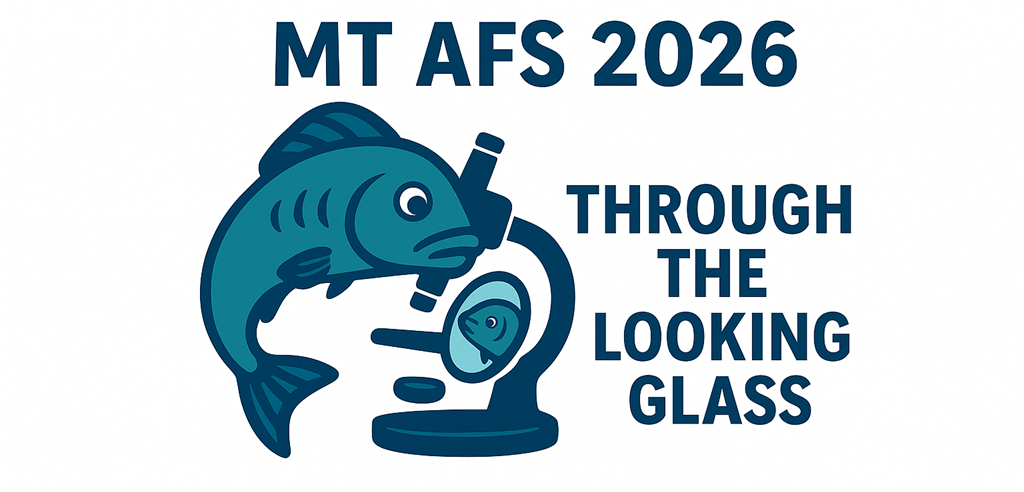 MT AFS 2026
THROUGH
THE
LOOKING
GLASS